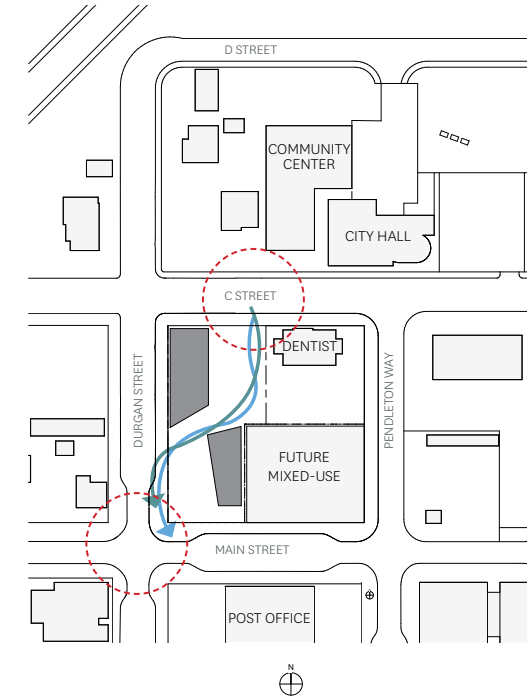 D STREET
COMMUNITY
CENTER
CITY HALL
C STREET
DENTIST
DURGAN STREET
PENDLETON WAY
FUTURE
MIXED-USE
MAIN STREET
POST OFFICE
N